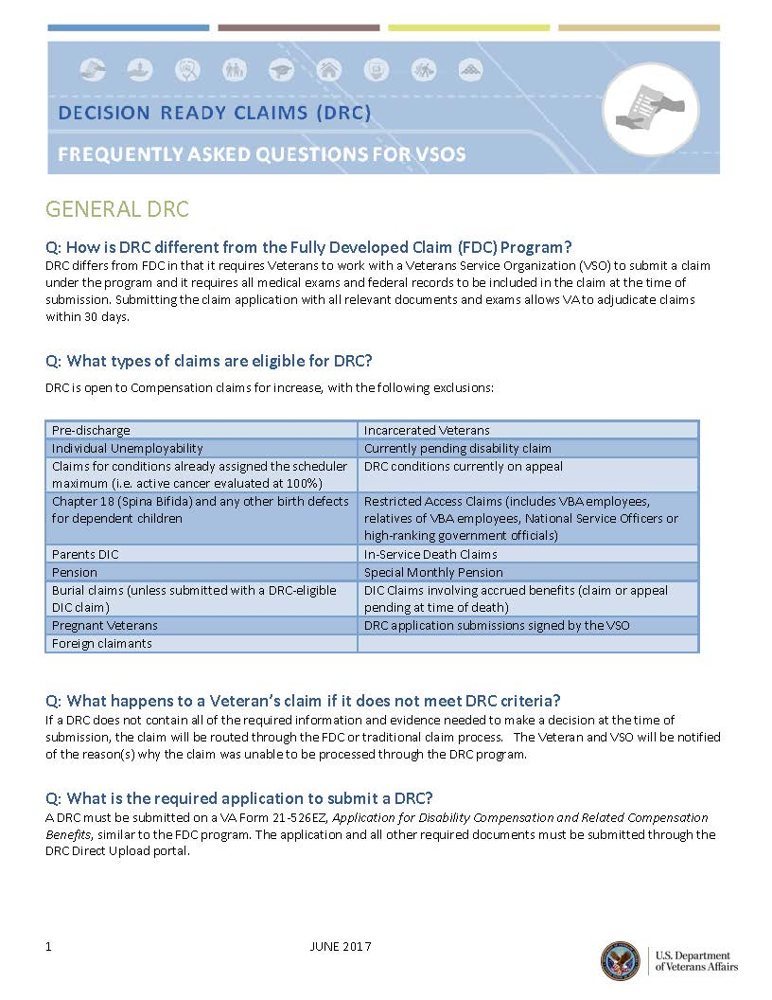 DECISION READY CLAIMS (DRC)
FREQUENTLY ASKED QUESTIONS FOR VSOS
GENERAL DRC
Q: How is DRC different from the Fully Developed Claim (FDC) Program?
DRC differs from FDC in that it requires Veterans to work with a Veterans Service Organization (VSO) to submit a claim
under the program and it requires all medical exams and federal records to be included in the claim at the time of
submission. Submitting the claim application with all relevant documents and exams allows VA to adjudicate claims
within 30 days.
Q: What types of claims are eligible for DRC?
DRC is open to Compensation claims for increase, with the following exclusions:
Pre-discharge
Incarcerated Veterans
Individual Unemployability
Currently pending disability claim
Claims for conditions already assigned the scheduler
maximum (i.e. active cancer evaluated at 100%)
DRC conditions currently on appeal
Chapter 18 (Spina Bifida) and any other birth defects
for dependent children
Restricted Access Claims (includes VBA employees,
relatives of VBA employees, National Service Officers or
high-ranking government officials)
Parents DIC
In-Service Death Claims
Pension
Special Monthly Pension
Burial claims (unless submitted with a DRC-eligible
DIC claim)
DIC Claims involving accrued benefits (claim or appeal
pending at time of death)
Pregnant Veterans
DRC application submissions signed by the VSO
Foreign claimants
Q: What happens to a Veteran’s claim if it does not meet DRC criteria?
If a DRC does not contain all of the required information and evidence needed to make a decision at the time of
submission, the claim will be routed through the FDC or traditional claim process.   The Veteran and VSO will be notified
of the reason(s) why the claim was unable to be processed through the DRC program.
Q: What is the required application to submit a DRC?
A DRC must be submitted on a VA Form 21-526EZ, Application for Disability Compensation and Related Compensation
Benefits, similar to the FDC program. The application and all other required documents must be submitted through the
DRC Direct Upload portal.
1
JUNE 2017
U.S. Department
of Veterans Affairs